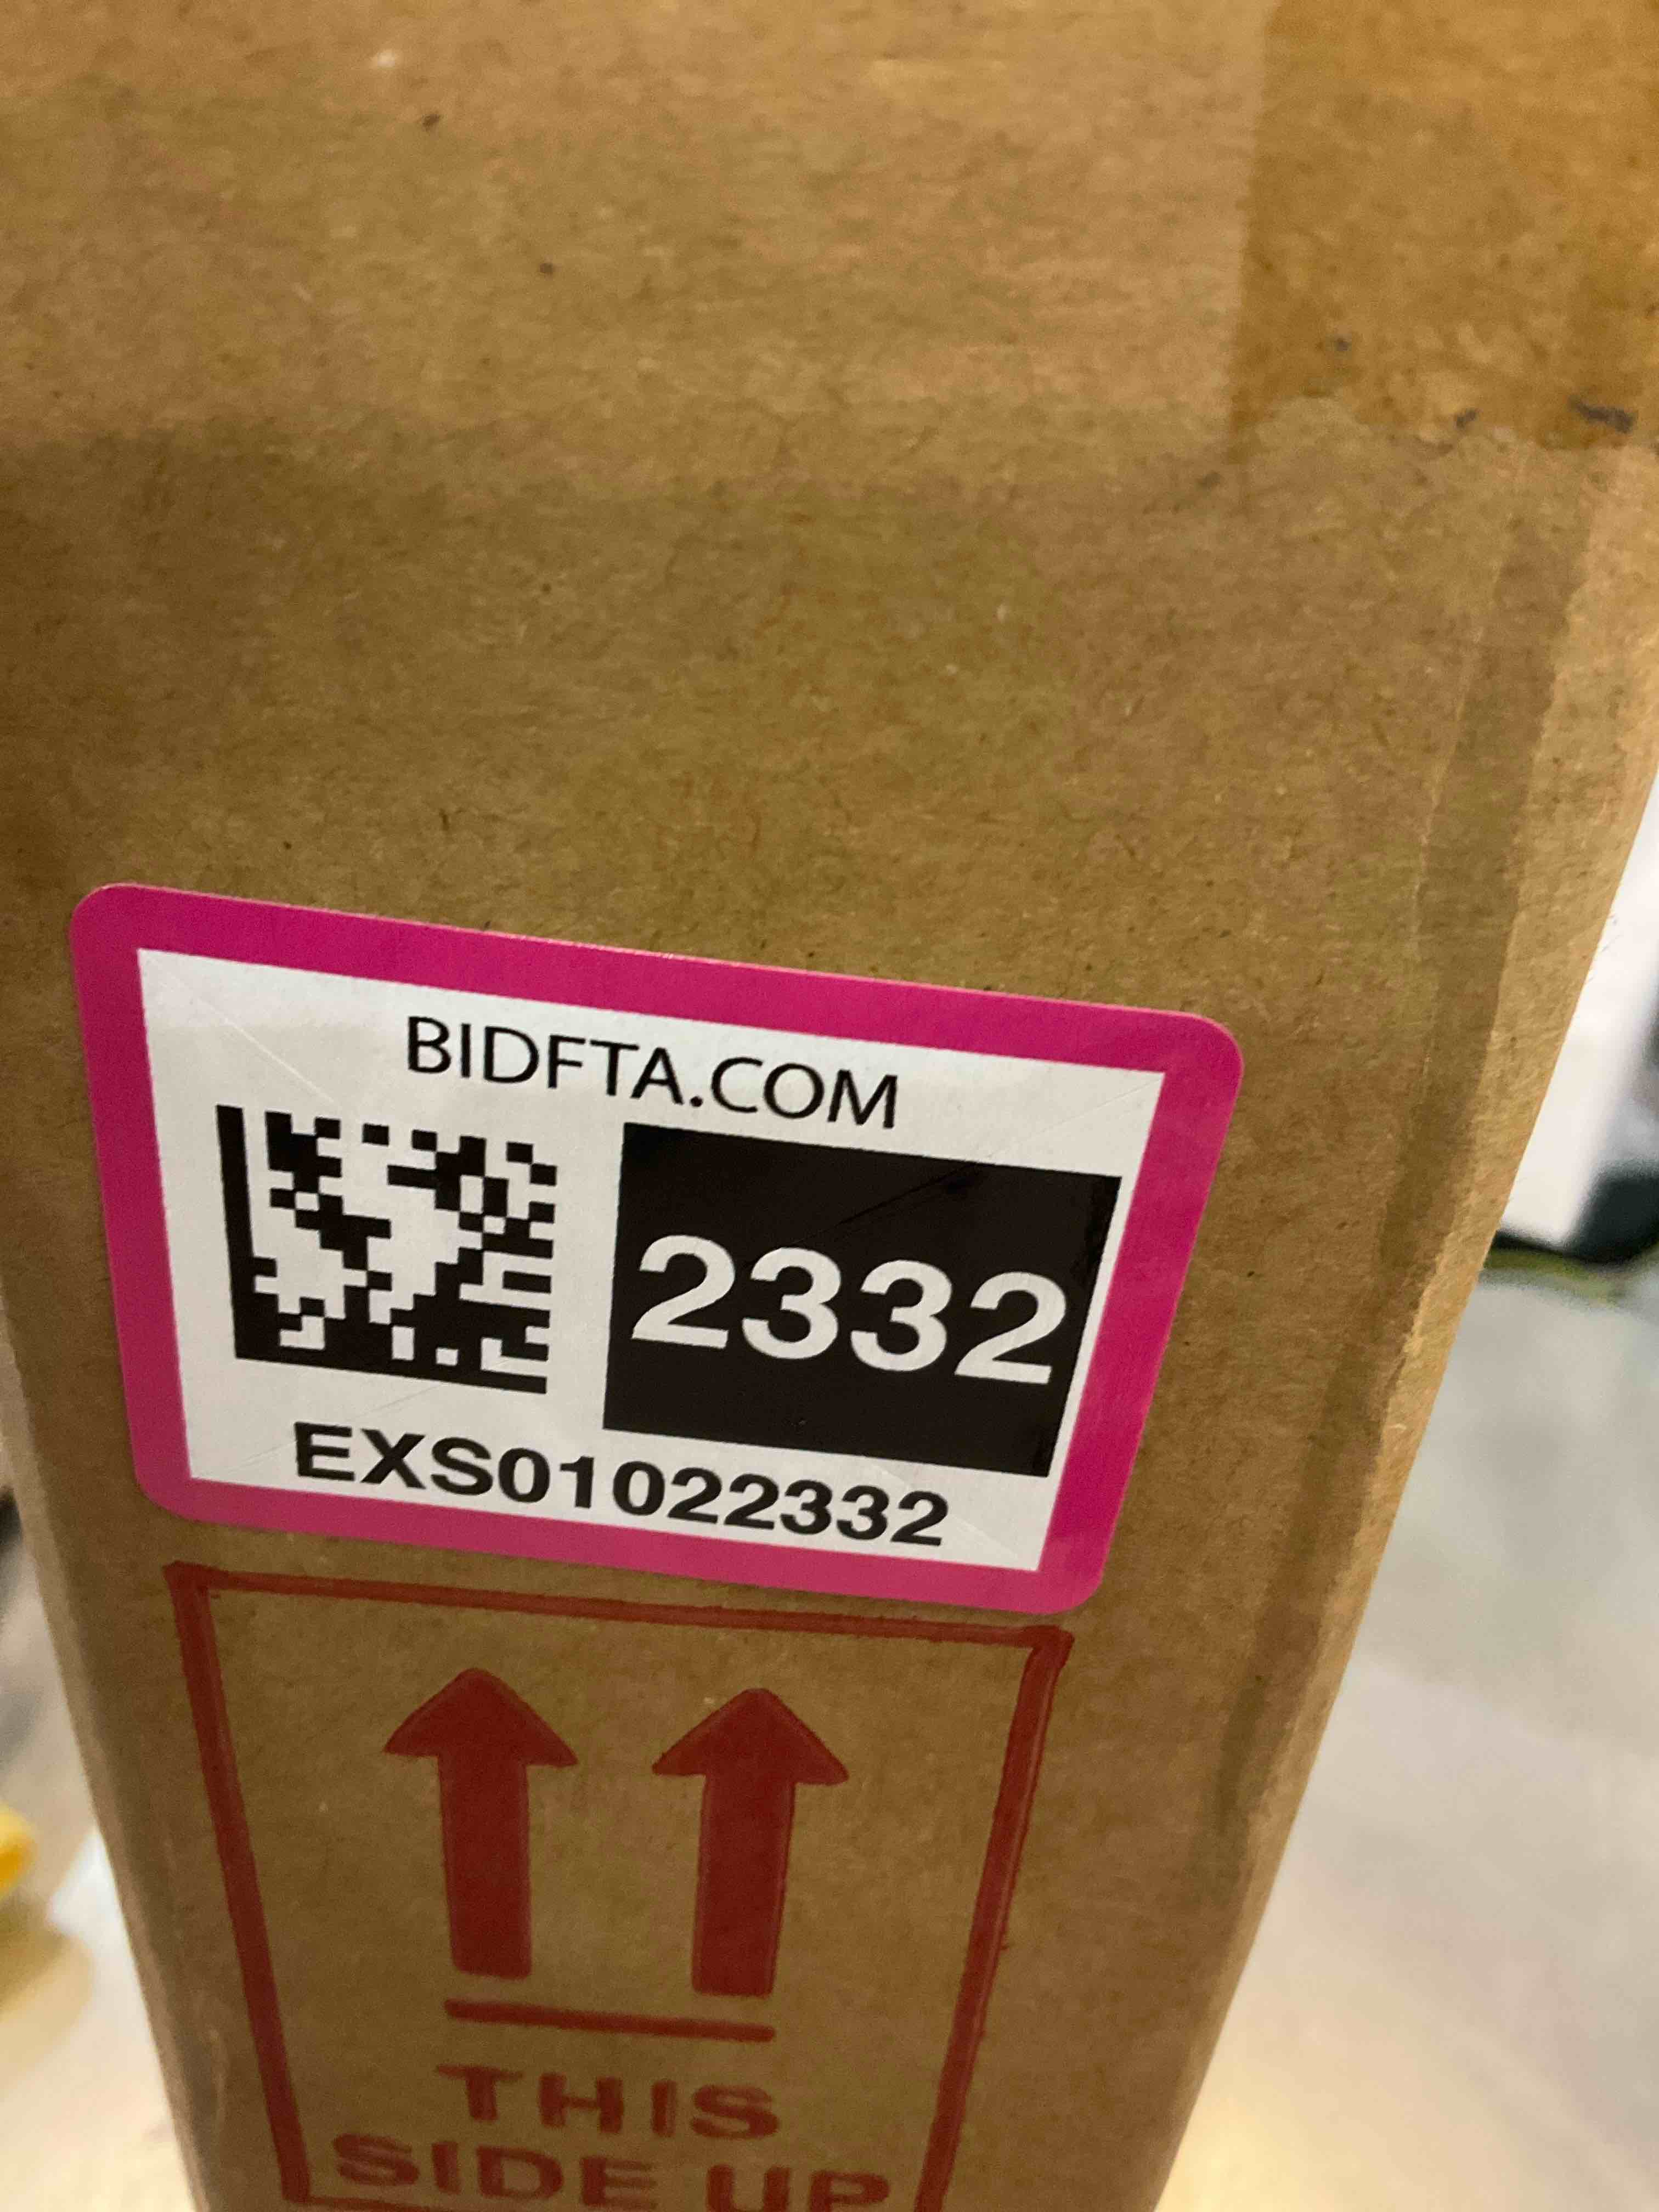 BIDFTA.COM
2332
EXS01022332
THIS
SIDE UP